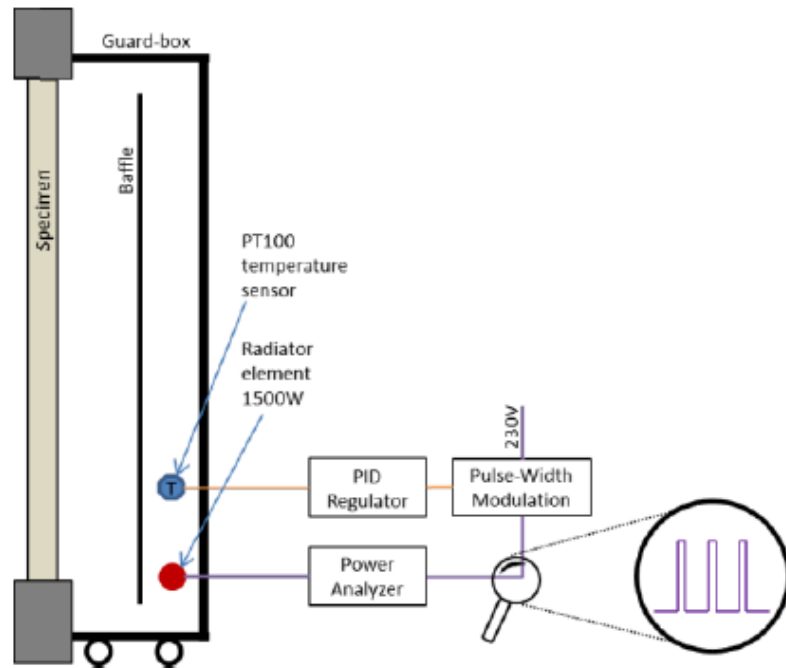 Guard-box
Specimen
Baffle
PT100
temperature
sensor
Radiator
element
1500W
230V
T
PID
Regulator
Pulse-Width
Modulation
Power
Analyzer